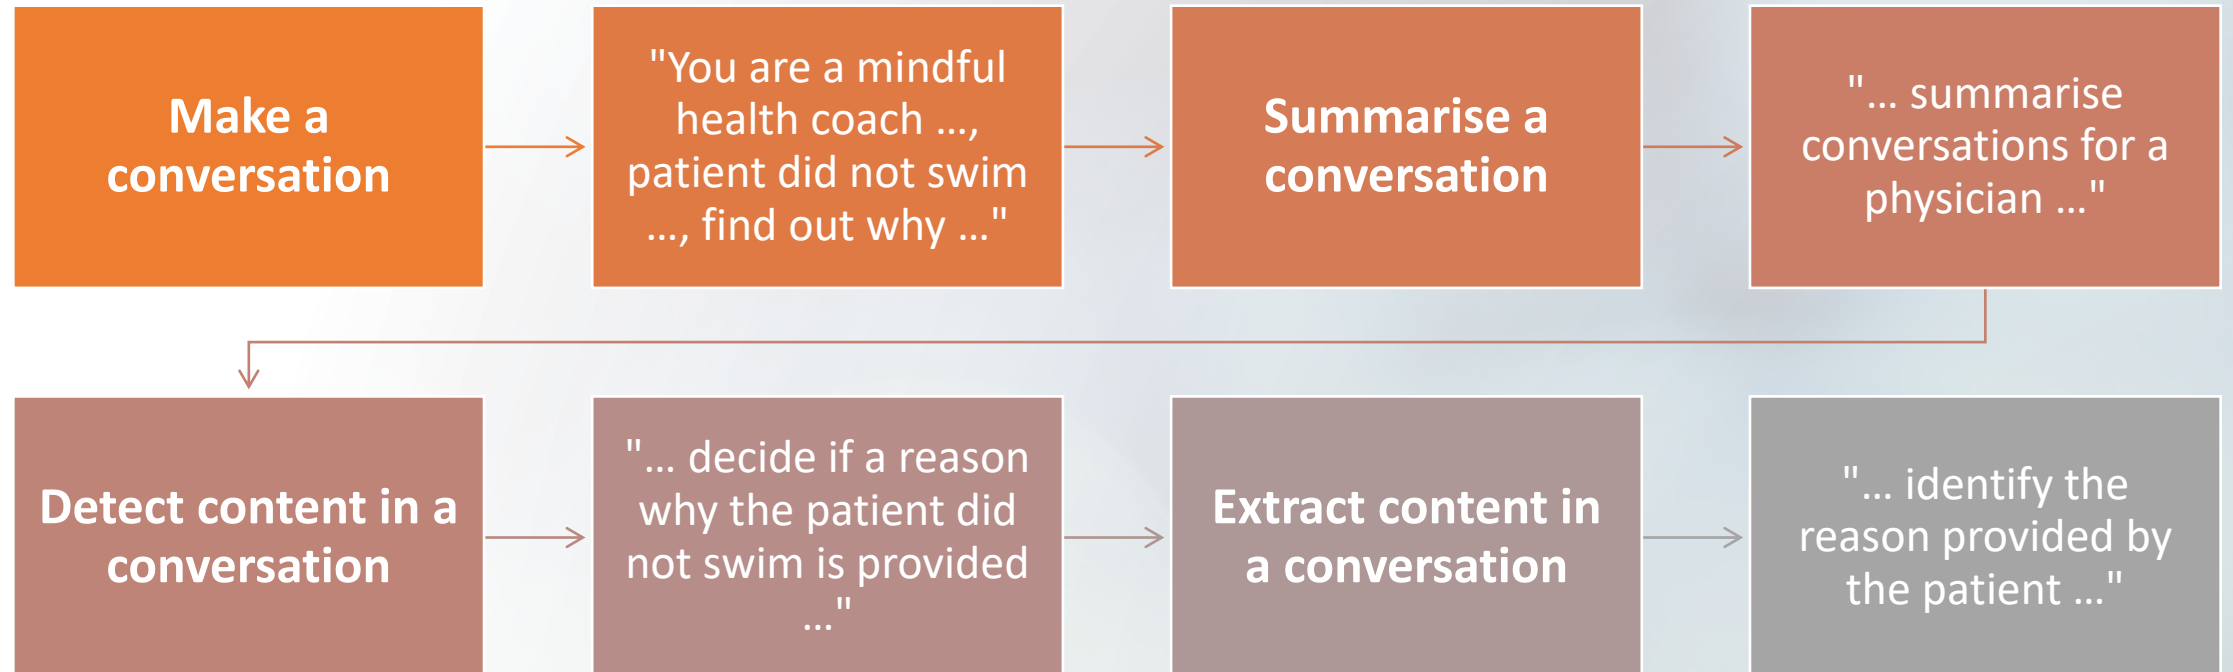 Make a
conversation
"You are a mindful
health coach …,
patient did not swim
…, find out why …"
Summarise a
conversation
"… summarise
conversations for a
physician …"
Detect content in a
conversation
"… decide if a reason
why the patient did
not swim is provided
…"
Extract content in
a conversation
"… identify the
reason provided by
the patient …"